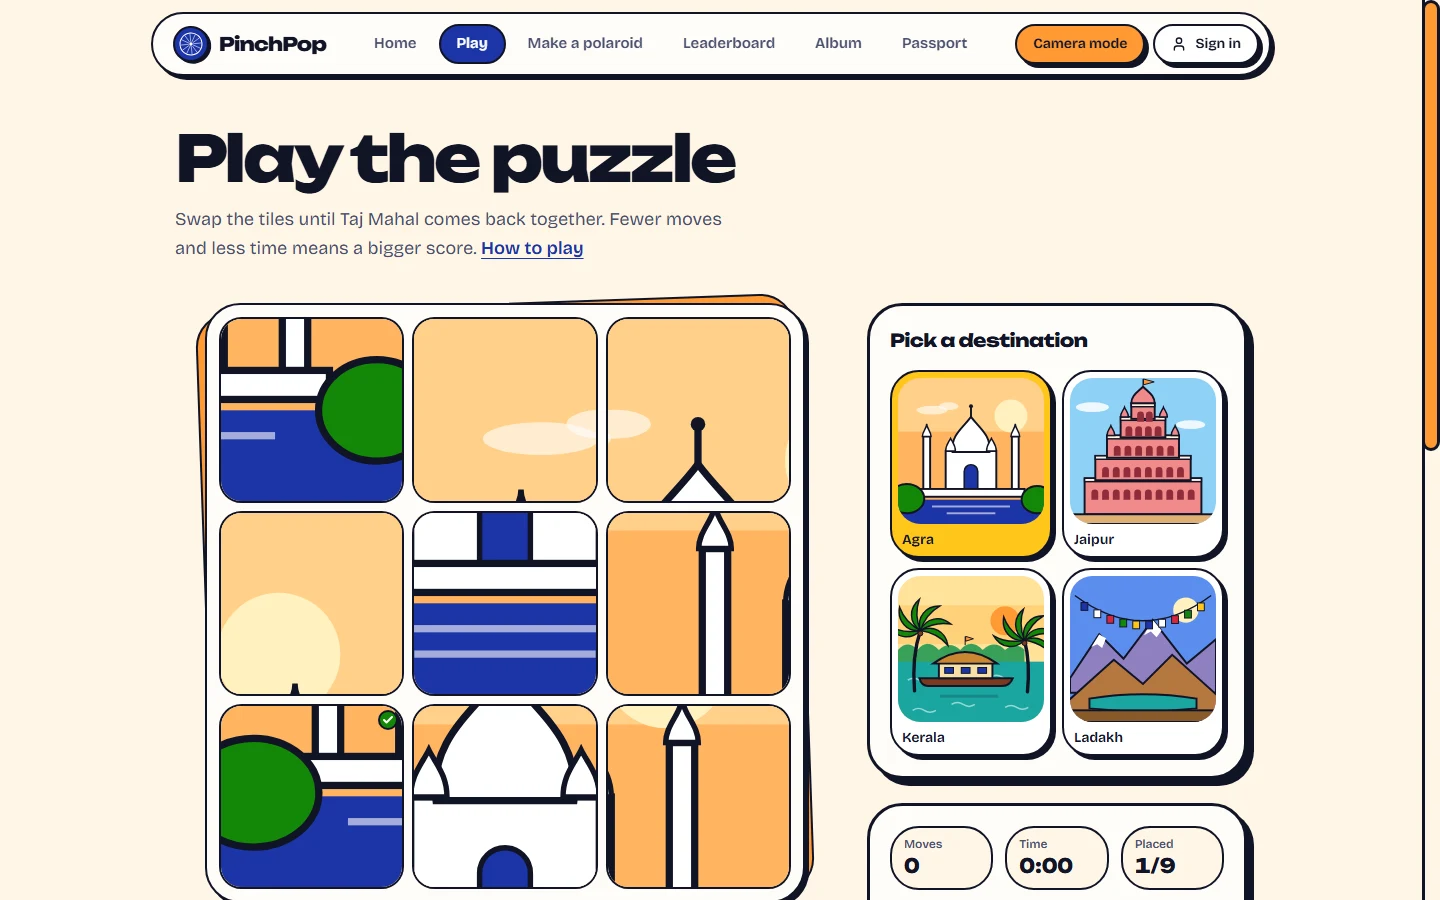 PinchPop
Home
Play
Make a polaroid
Leaderboard
Album
Passport
Camera mode
Sign in
Play the puzzle
Swap the tiles until Taj Mahal comes back together. Fewer moves
and less time means a bigger score. How to play
Pick a destination
Agra
Jaipur
Kerala
Ladakh
Moves
0
Time
0:00
Placed
1/9